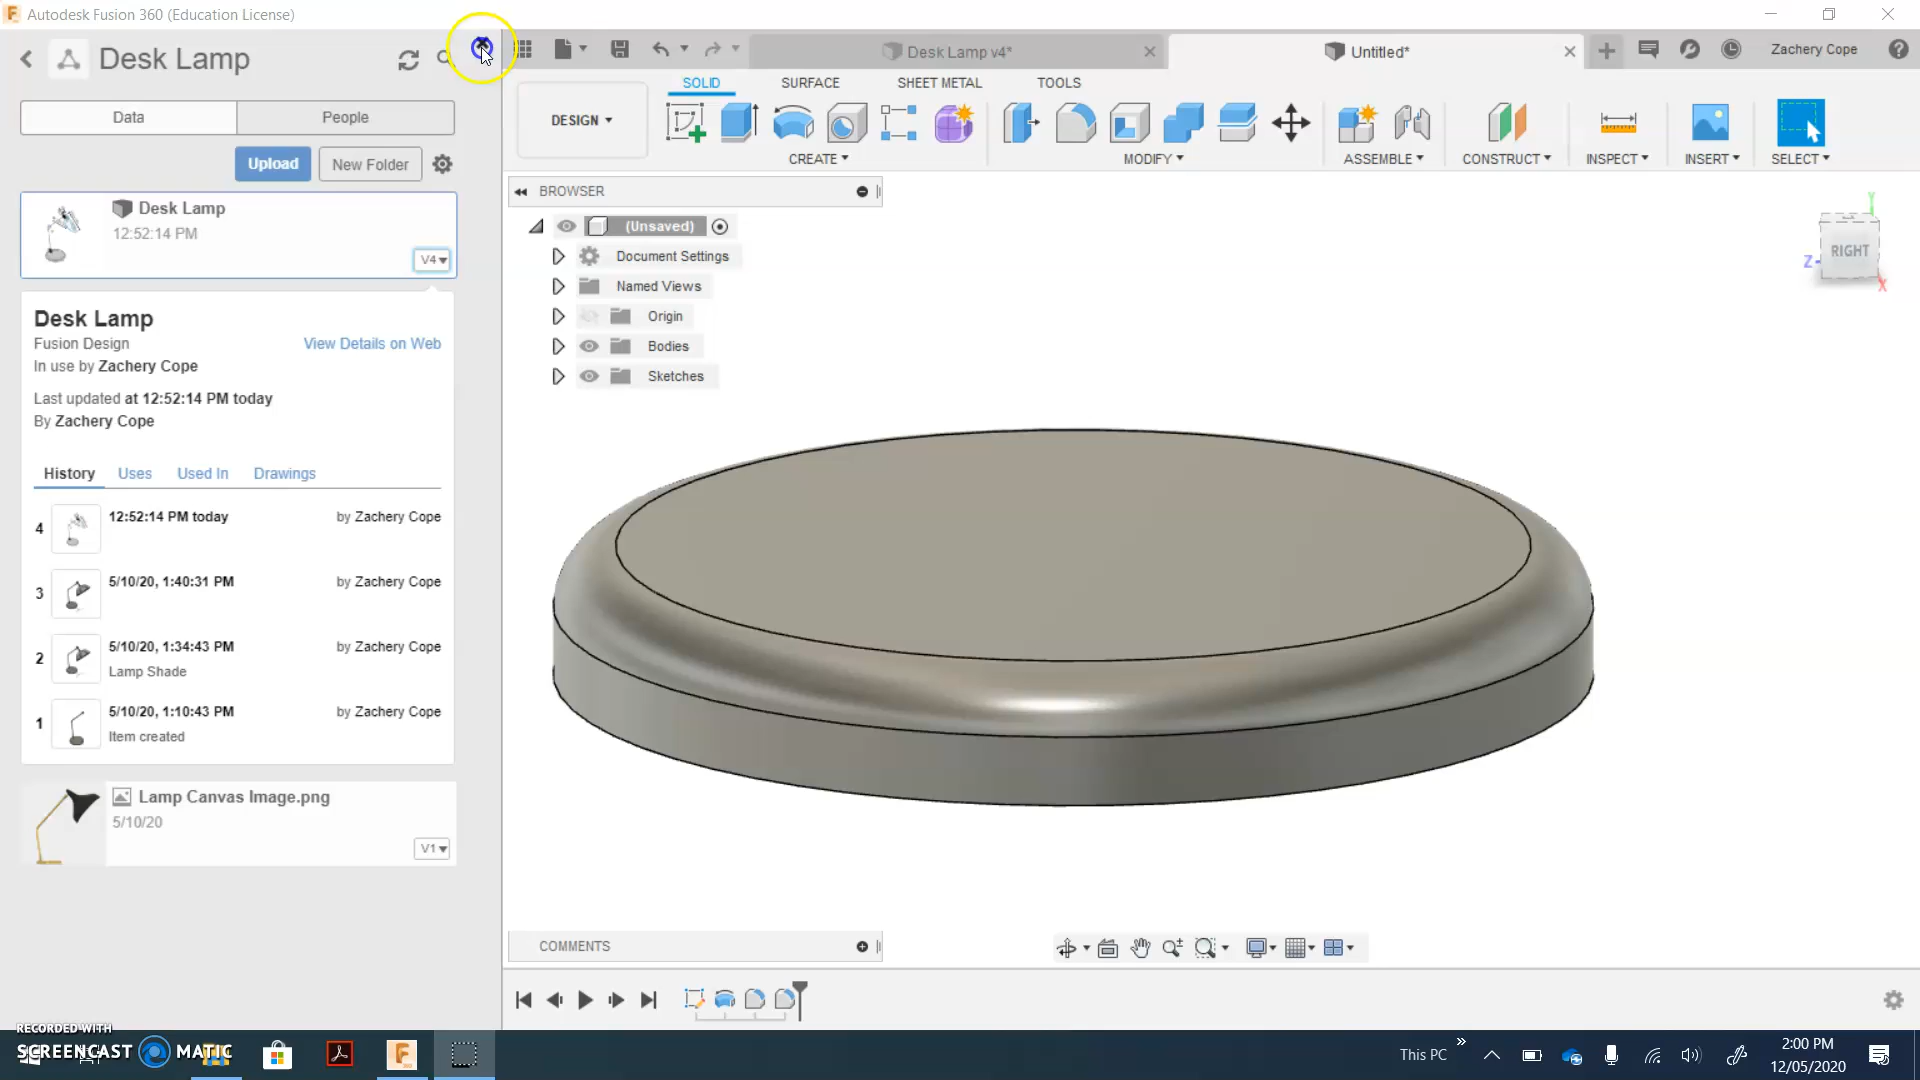 Autodesk Fusion 360 (Education License)
Desk Lamp
Data
People
Upload
New Folder
Desk Lamp
12:52:14 PM
V4
Desk Lamp
Fusion Design
View Details on Web
In use by Zachery Cope
Last updated at 12:52:14 PM today
By Zachery Cope
History
Uses
Used In
Drawings
4
12:52:14 PM today
by Zachery Cope
3
5/10/20, 1:40:31 PM
by Zachery Cope
2
5/10/20, 1:34:43 PM
by Zachery Cope
Lamp Shade
1
5/10/20, 1:10:43 PM
by Zachery Cope
Item created
Lamp Canvas Image.png
5/10/20
V1
Desk Lamp v4*
Untitled*
Zachery Cope
SOLID
SURFACE
SHEET METAL
TOOLS
DESIGN
CREATE
MODIFY
ASSEMBLE
CONSTRUCT
INSPECT
INSERT
SELECT
BROWSER
(Unsaved)
Document Settings
Named Views
Origin
Bodies
Sketches
Y
RIGHT
Z
X
COMMENTS
RECORDED WITH
SCREENCAST MATIC
This PC
2:00 PM
12/05/2020